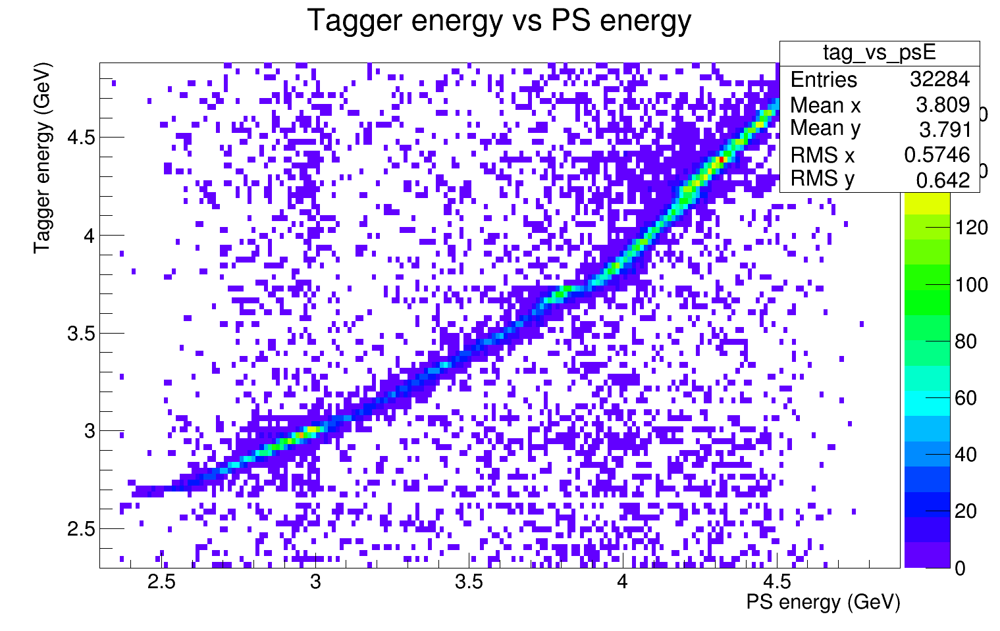 Tagger energy vs PS energy
tag_vs_psE
Entries 32284
Mean x 3.809
Mean y 3.791
RMS x 0.5746
RMS y 0.642
Tagger energy (GeV)
4.5
4
3.5
3
2.5
2.5 3 3.5 4 4.5
PS energy (GeV)
0
0
120
100
80
60
40
20
0